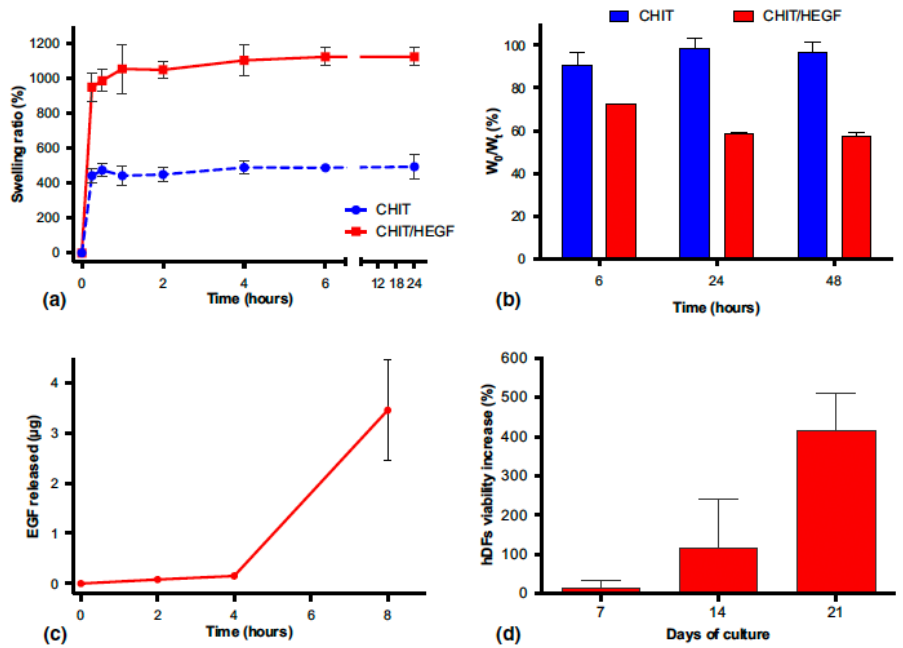 1200
1000
800
600
400
200
0
Swelling ratio (%)
CHIT
CHIT/HEGF
0 2 4 6 12 18 24
Time (hours)
(a)
CHIT CHIT/HEGF
100
80
60
40
20
0
W0/Wt (%)
6 24 48
Time (hours)
(b)
4
3
2
1
0
EGF released (µg)
0 2 4 6 8
Time (hours)
(c)
600
500
400
300
200
100
0
hDFs viability increase (%)
7 14 21
Days of culture
(d)